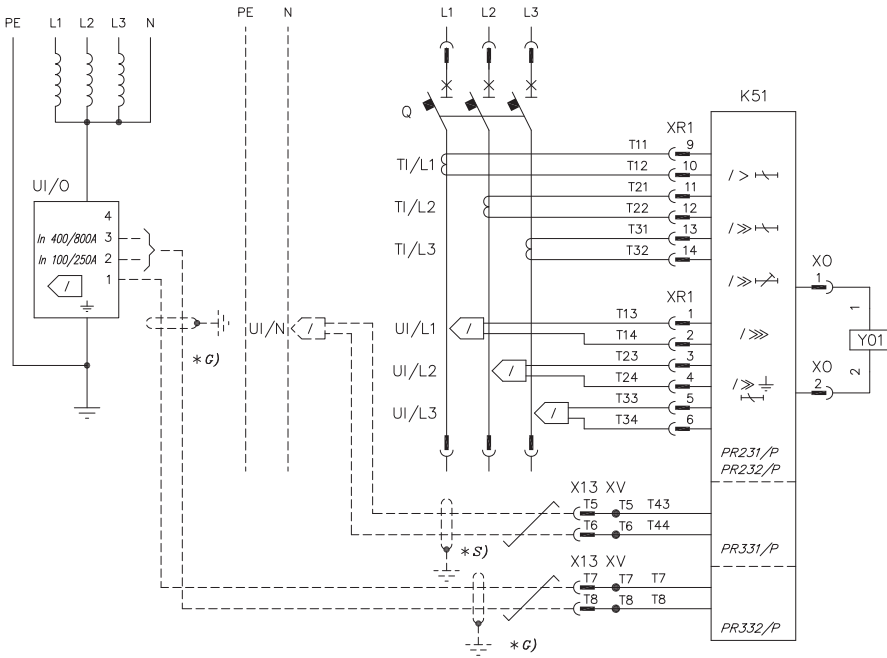 PE L1 L2 L3 N
PE N
L1 L2 L3
K51
Q
XR1
T11 9
TI/L1 T12 10
T21 11
TI/L2 T22 12
T31 13
TI/L3 T32 14
UI/O
4
In 400/800A 3
In 100/250A 2
1
/
/ >
/ ≫
/ ≫
/ ⋙
/ ≫
XO
1
1
YO1
2
XO
2
XR1
UI/N /
UI/L1 / T13 1
T14 2
UI/L2 / T23 3
T24 4
UI/L3 / T33 5
T34 6
*G)
PR231/P
PR232/P
X13 XV
T5 T5 T43
T6 T6 T44
*S)
PR331/P
X13 XV
T7 T7 T7
T8 T8 T8
*G)
PR332/P